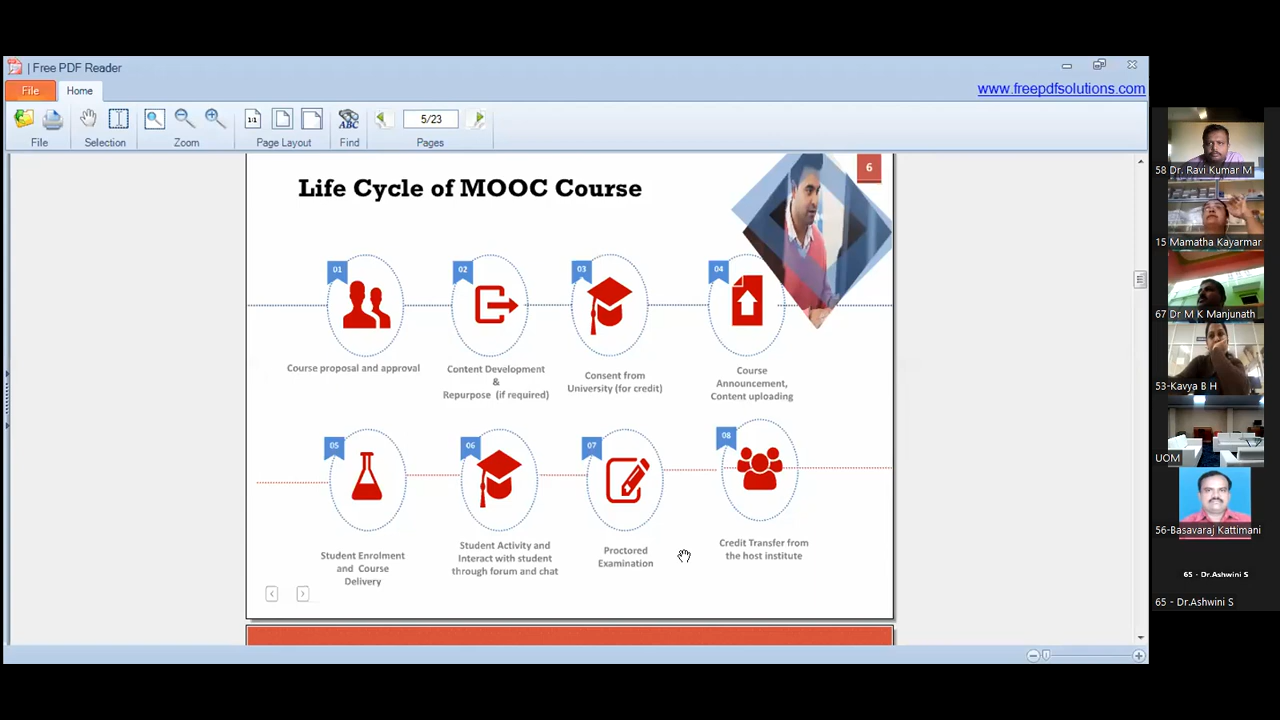 | Free PDF Reader
www.freepdfsolutions.com
File
Home
1:1
ABC
5/23
File
Selection
Zoom
Page Layout
Find
Pages
6
Life Cycle of MOOC Course
01
02
03
04
Course proposal and approval
Content Development
&
Repurpose (if required)
Consent from
University (for credit)
Course
Announcement,
Content uploading
05
06
07
08
Student Enrolment
and Course
Delivery
Student Activity and
Interact with student
through forum and chat
Proctored
Examination
Credit Transfer from
the host institute
58 Dr. Ravi Kumar M
15 Mamatha Kayarmar
67 Dr M K Manjunath
53-Kavya B H
UOM
56-Basavaraj Kattimani
65 - Dr.Ashwini S
65 - Dr.Ashwini S